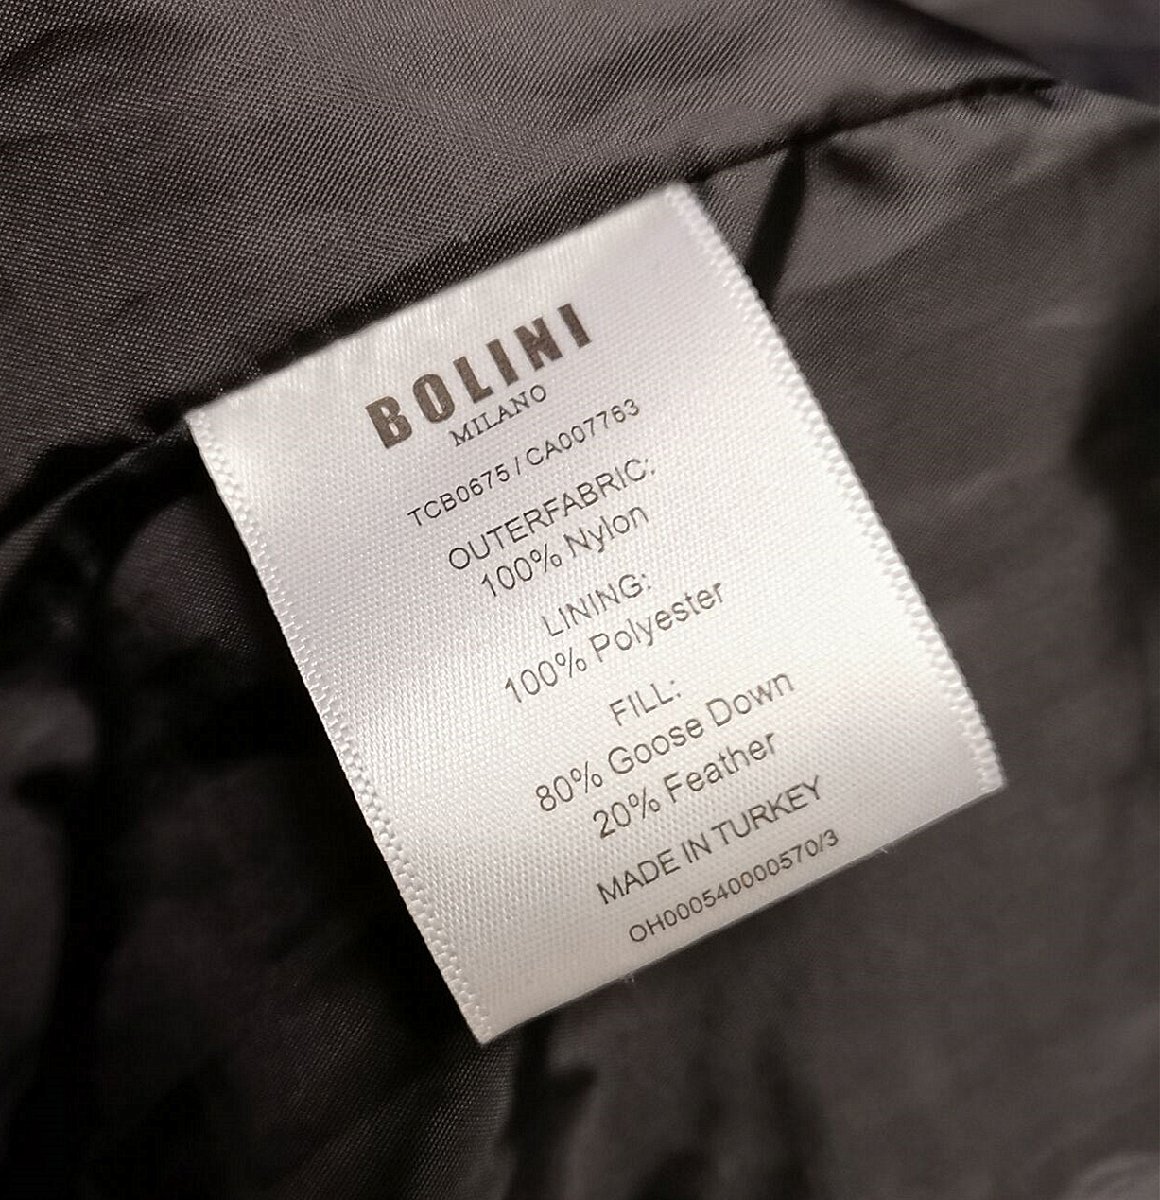 BOLINI
MILANO
TCB0675 / CA007763
OUTERFABRIC:
100% Nylon
LINING:
100% Polyester
FILL:
80% Goose Down
20% Feather
MADE IN TURKEY
OH000540000570/3